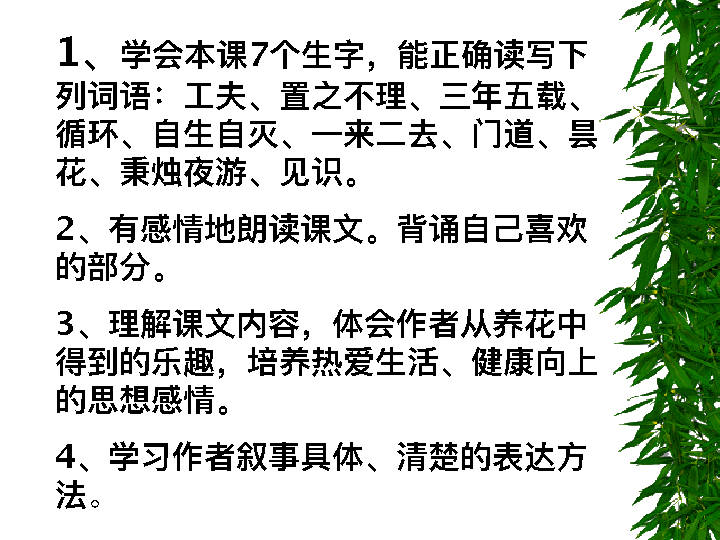 1、学会本课7个生字，能正确读写下
列词语：工夫、置之不理、三年五载、
循环、自生自灭、一来二去、门道、昙
花、秉烛夜游、见识。
2、有感情地朗读课文。背诵自己喜欢
的部分。
3、理解课文内容，体会作者从养花中
得到的乐趣，培养热爱生活、健康向上
的思想感情。
4、学习作者叙事具体、清楚的表达方
法。